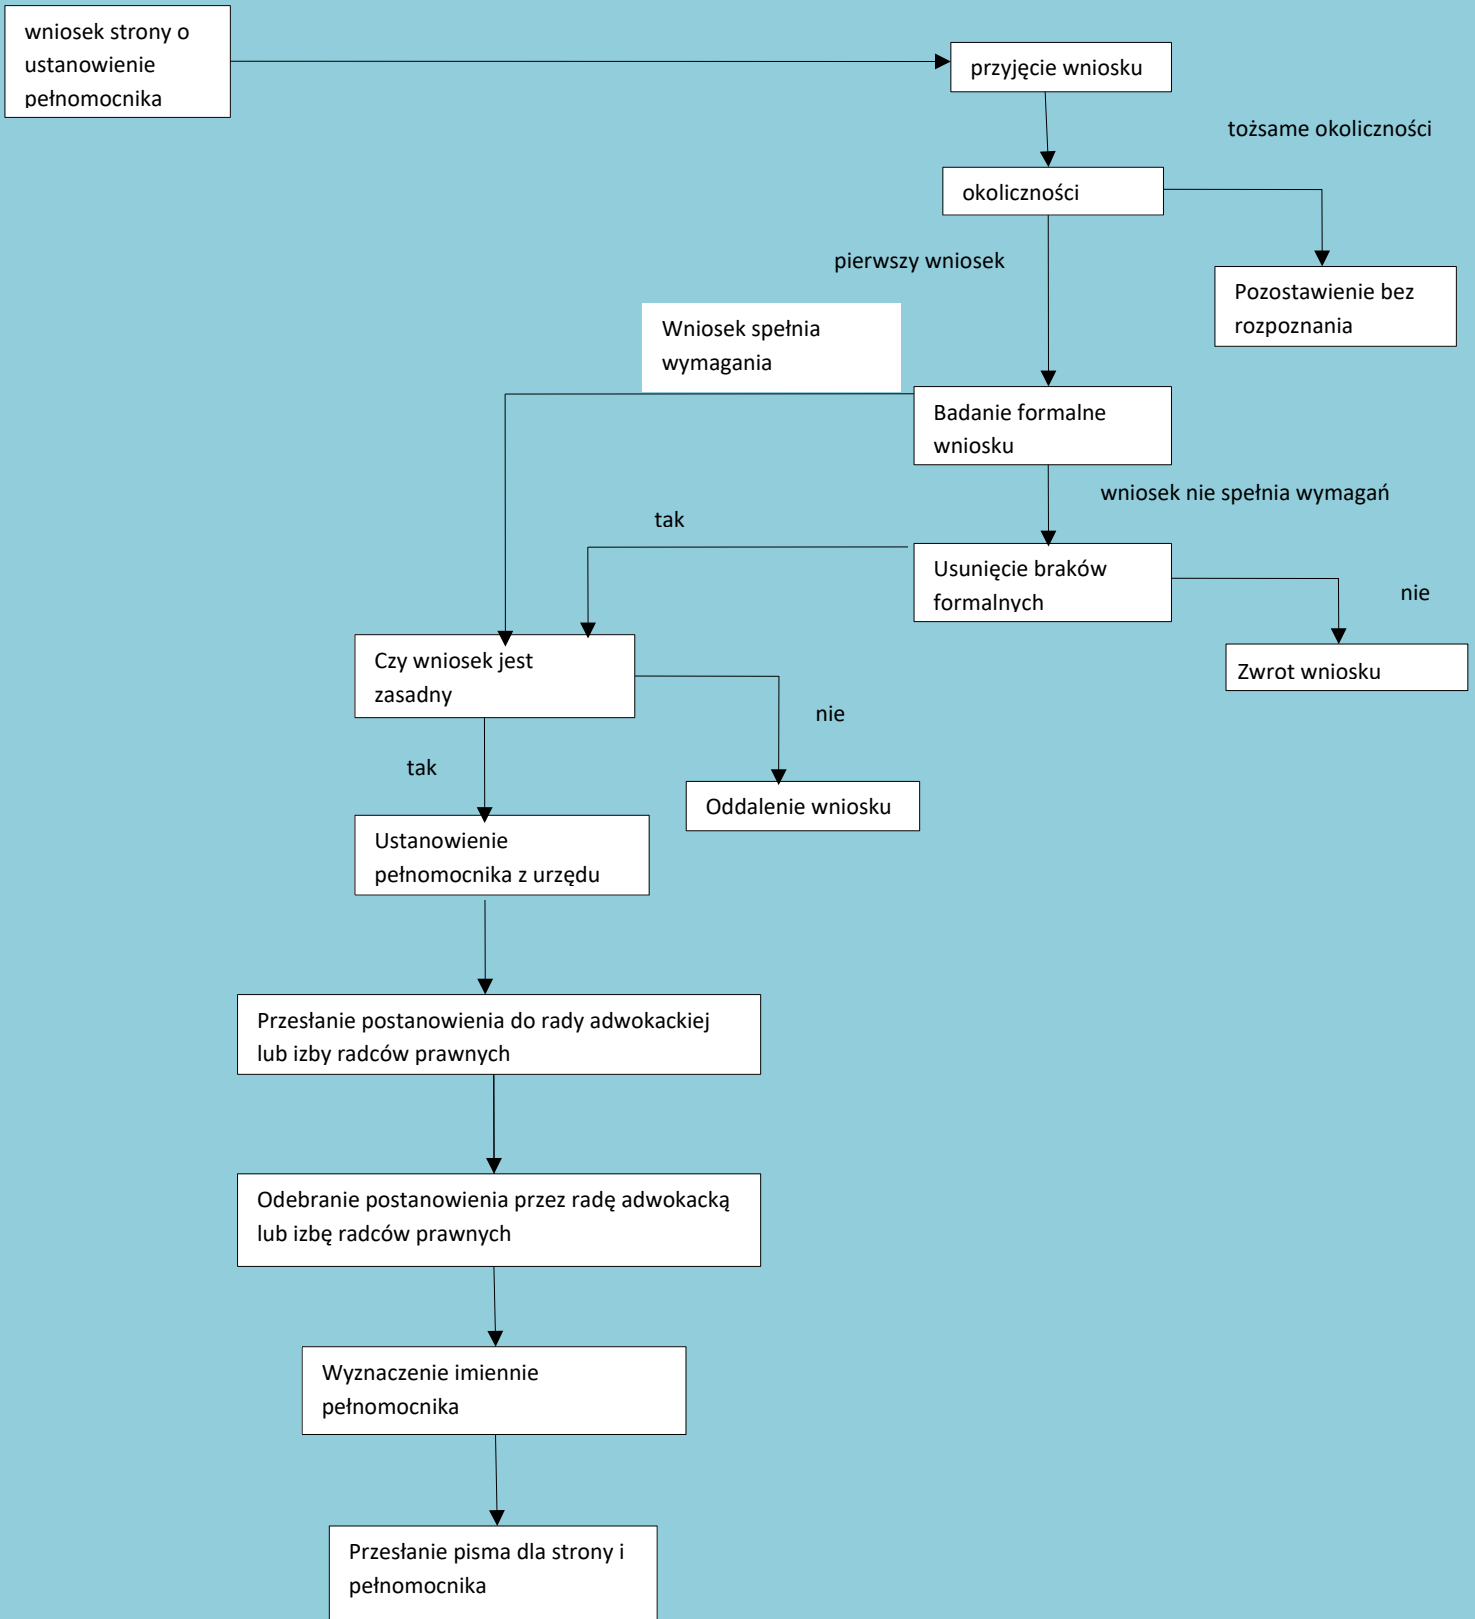 wniosek strony o
ustanowienie
pełnomocnika
przyjęcie wniosku
tożsame okoliczności
okoliczności
pierwszy wniosek
Pozostawienie bez
rozpoznania
Wniosek spełnia
wymagania
Badanie formalne
wniosku
wniosek nie spełnia wymagań
tak
Usunięcie braków
formalnych
nie
Czy wniosek jest
zasadny
Zwrot wniosku
nie
tak
Oddalenie wniosku
Ustanowienie
pełnomocnika z urzędu
Przesłanie postanowienia do rady adwokackiej
lub izby radców prawnych
Odebranie postanowienia przez radę adwokacką
lub izbę radców prawnych
Wyznaczenie imiennie
pełnomocnika
Przesłanie pisma dla strony i
pełnomocnika